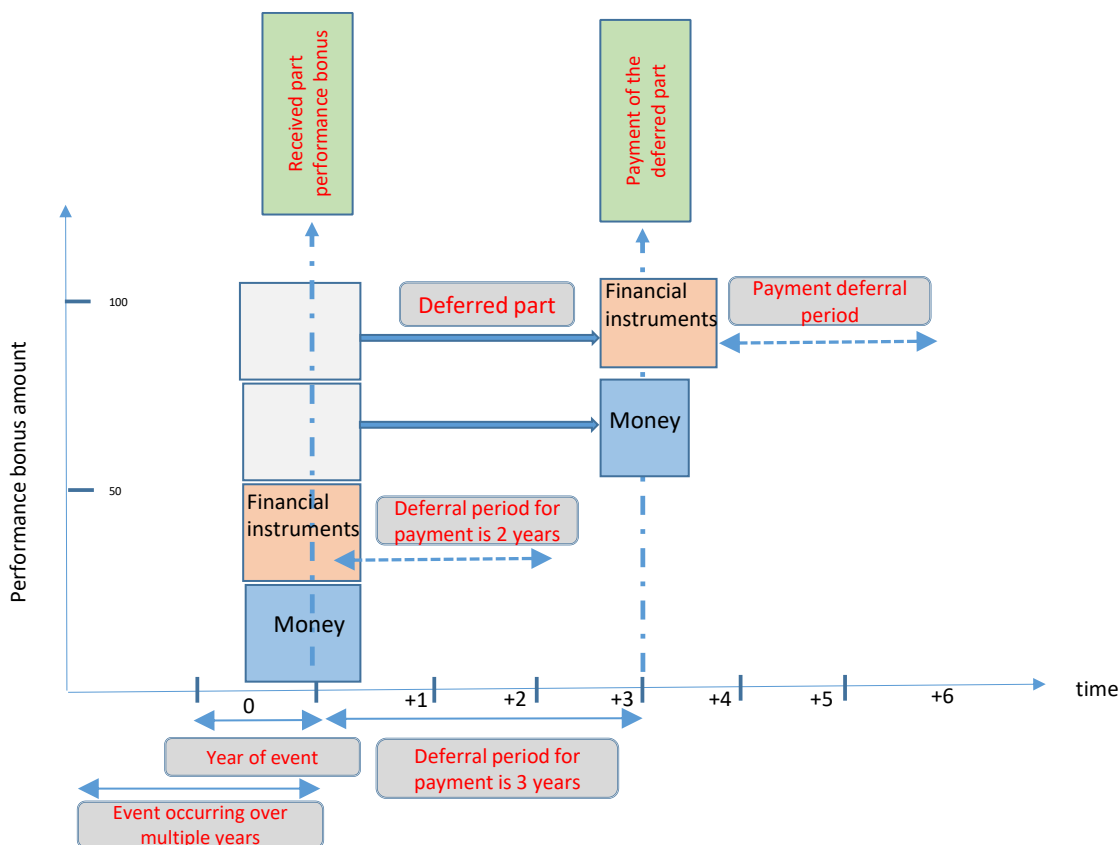 Received part
performance bonus
Payment of the
deferred part
Performance bonus amount
100
50
Deferred part
Financial
instruments
Payment deferral
period
Money
Financial
instruments
Deferral period for
payment is 2 years
Money
time
0
+1
+2
+3
+4
+5
+6
Year of event
Deferral period for
payment is 3 years
Event occurring over
multiple years